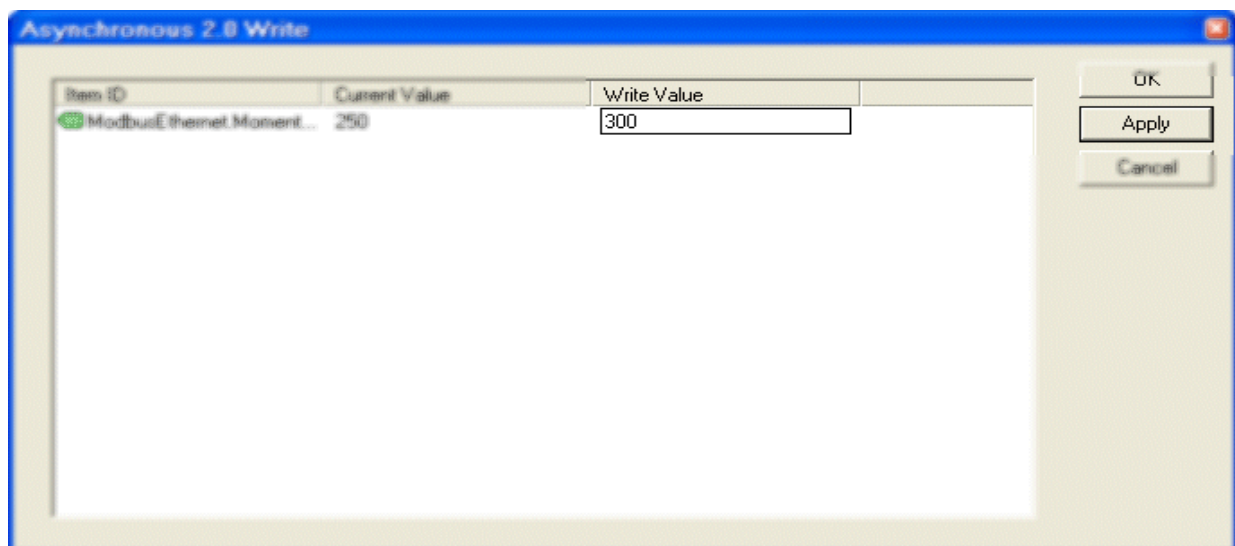 Asynchronous 2.0 Write
Item ID Current Value Write Value
ModbusEthernet.Moment... 250 300
OK
Apply
Cancel